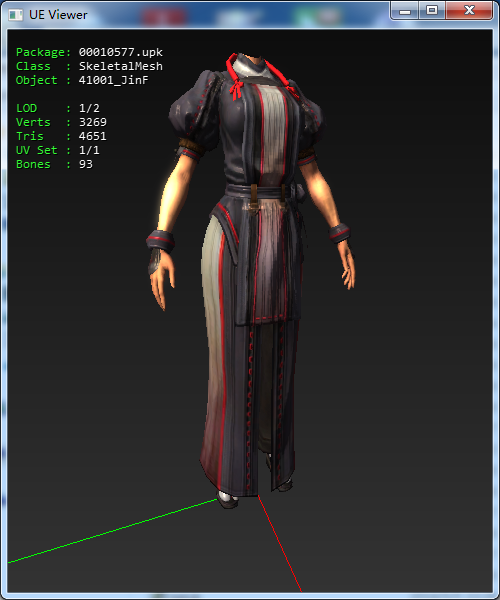 UE Viewer
Package: 00010577.upk
Class : SkeletalMesh
Object : 41001_JinF
LOD : 1/2
Verts : 3269
Tris : 4651
UV Set : 1/1
Bones : 93